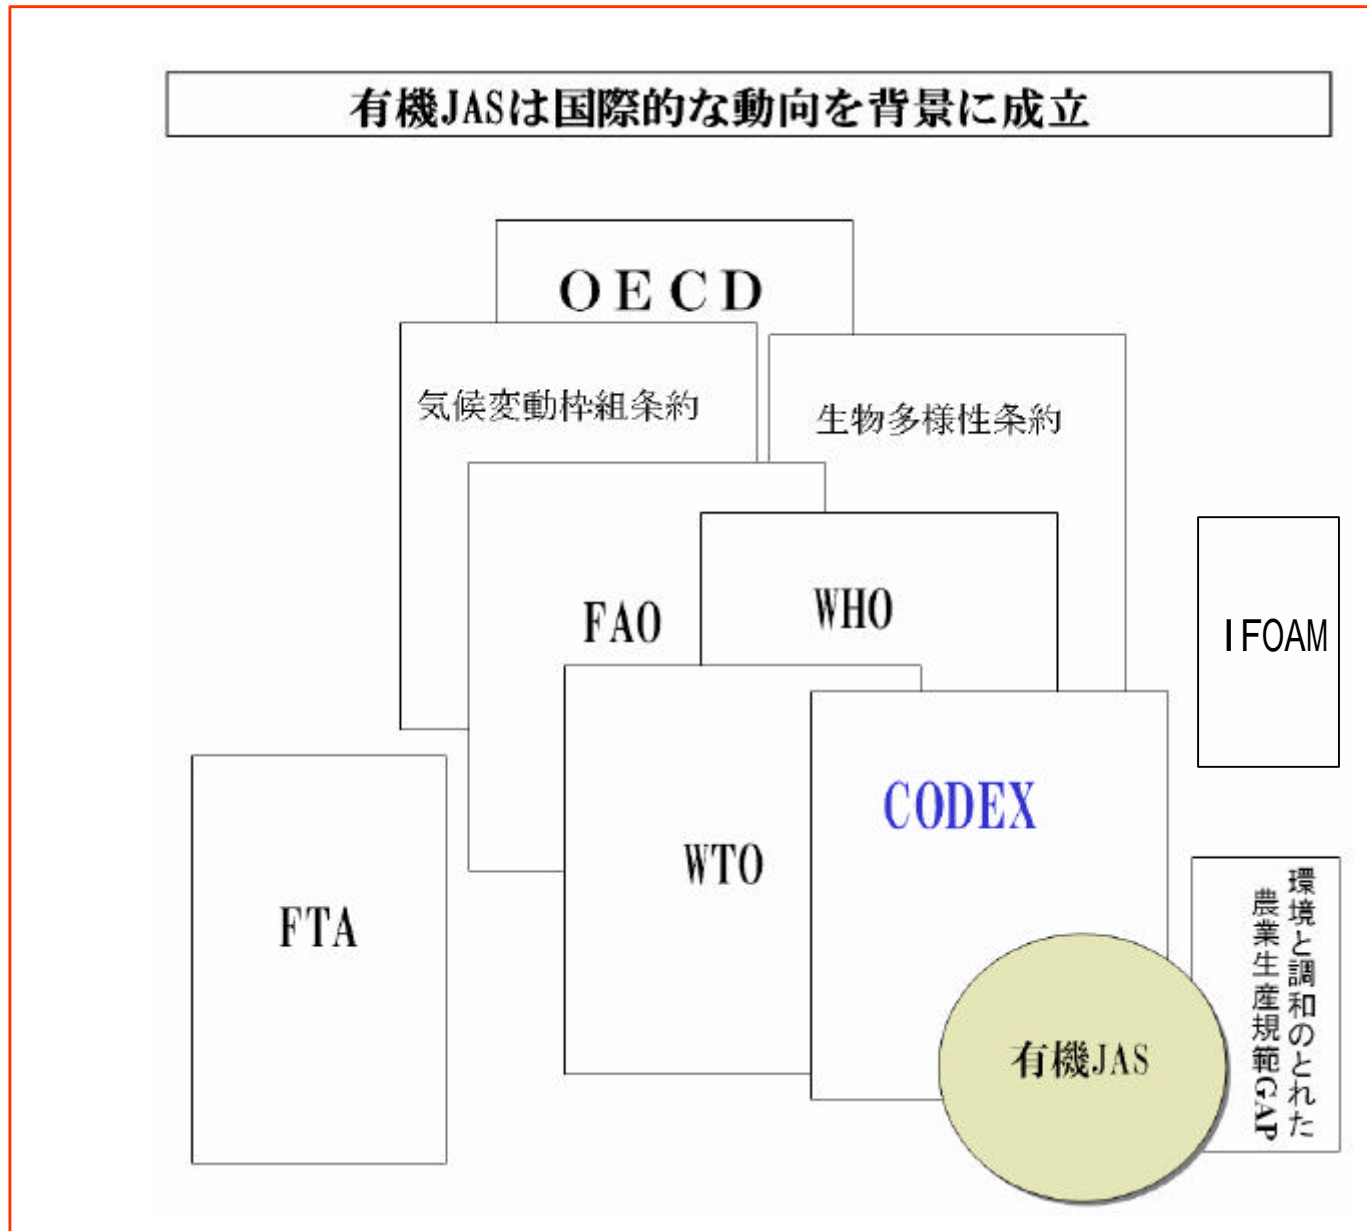 有機JASは国際的な動向を背景に成立
OECD
気候変動枠組条約
生物多様性条約
FAO
WHO
IFOAM
CODEX
WTO
FTA
環境と調和のとれた
農業生産規範GAP
有機JAS